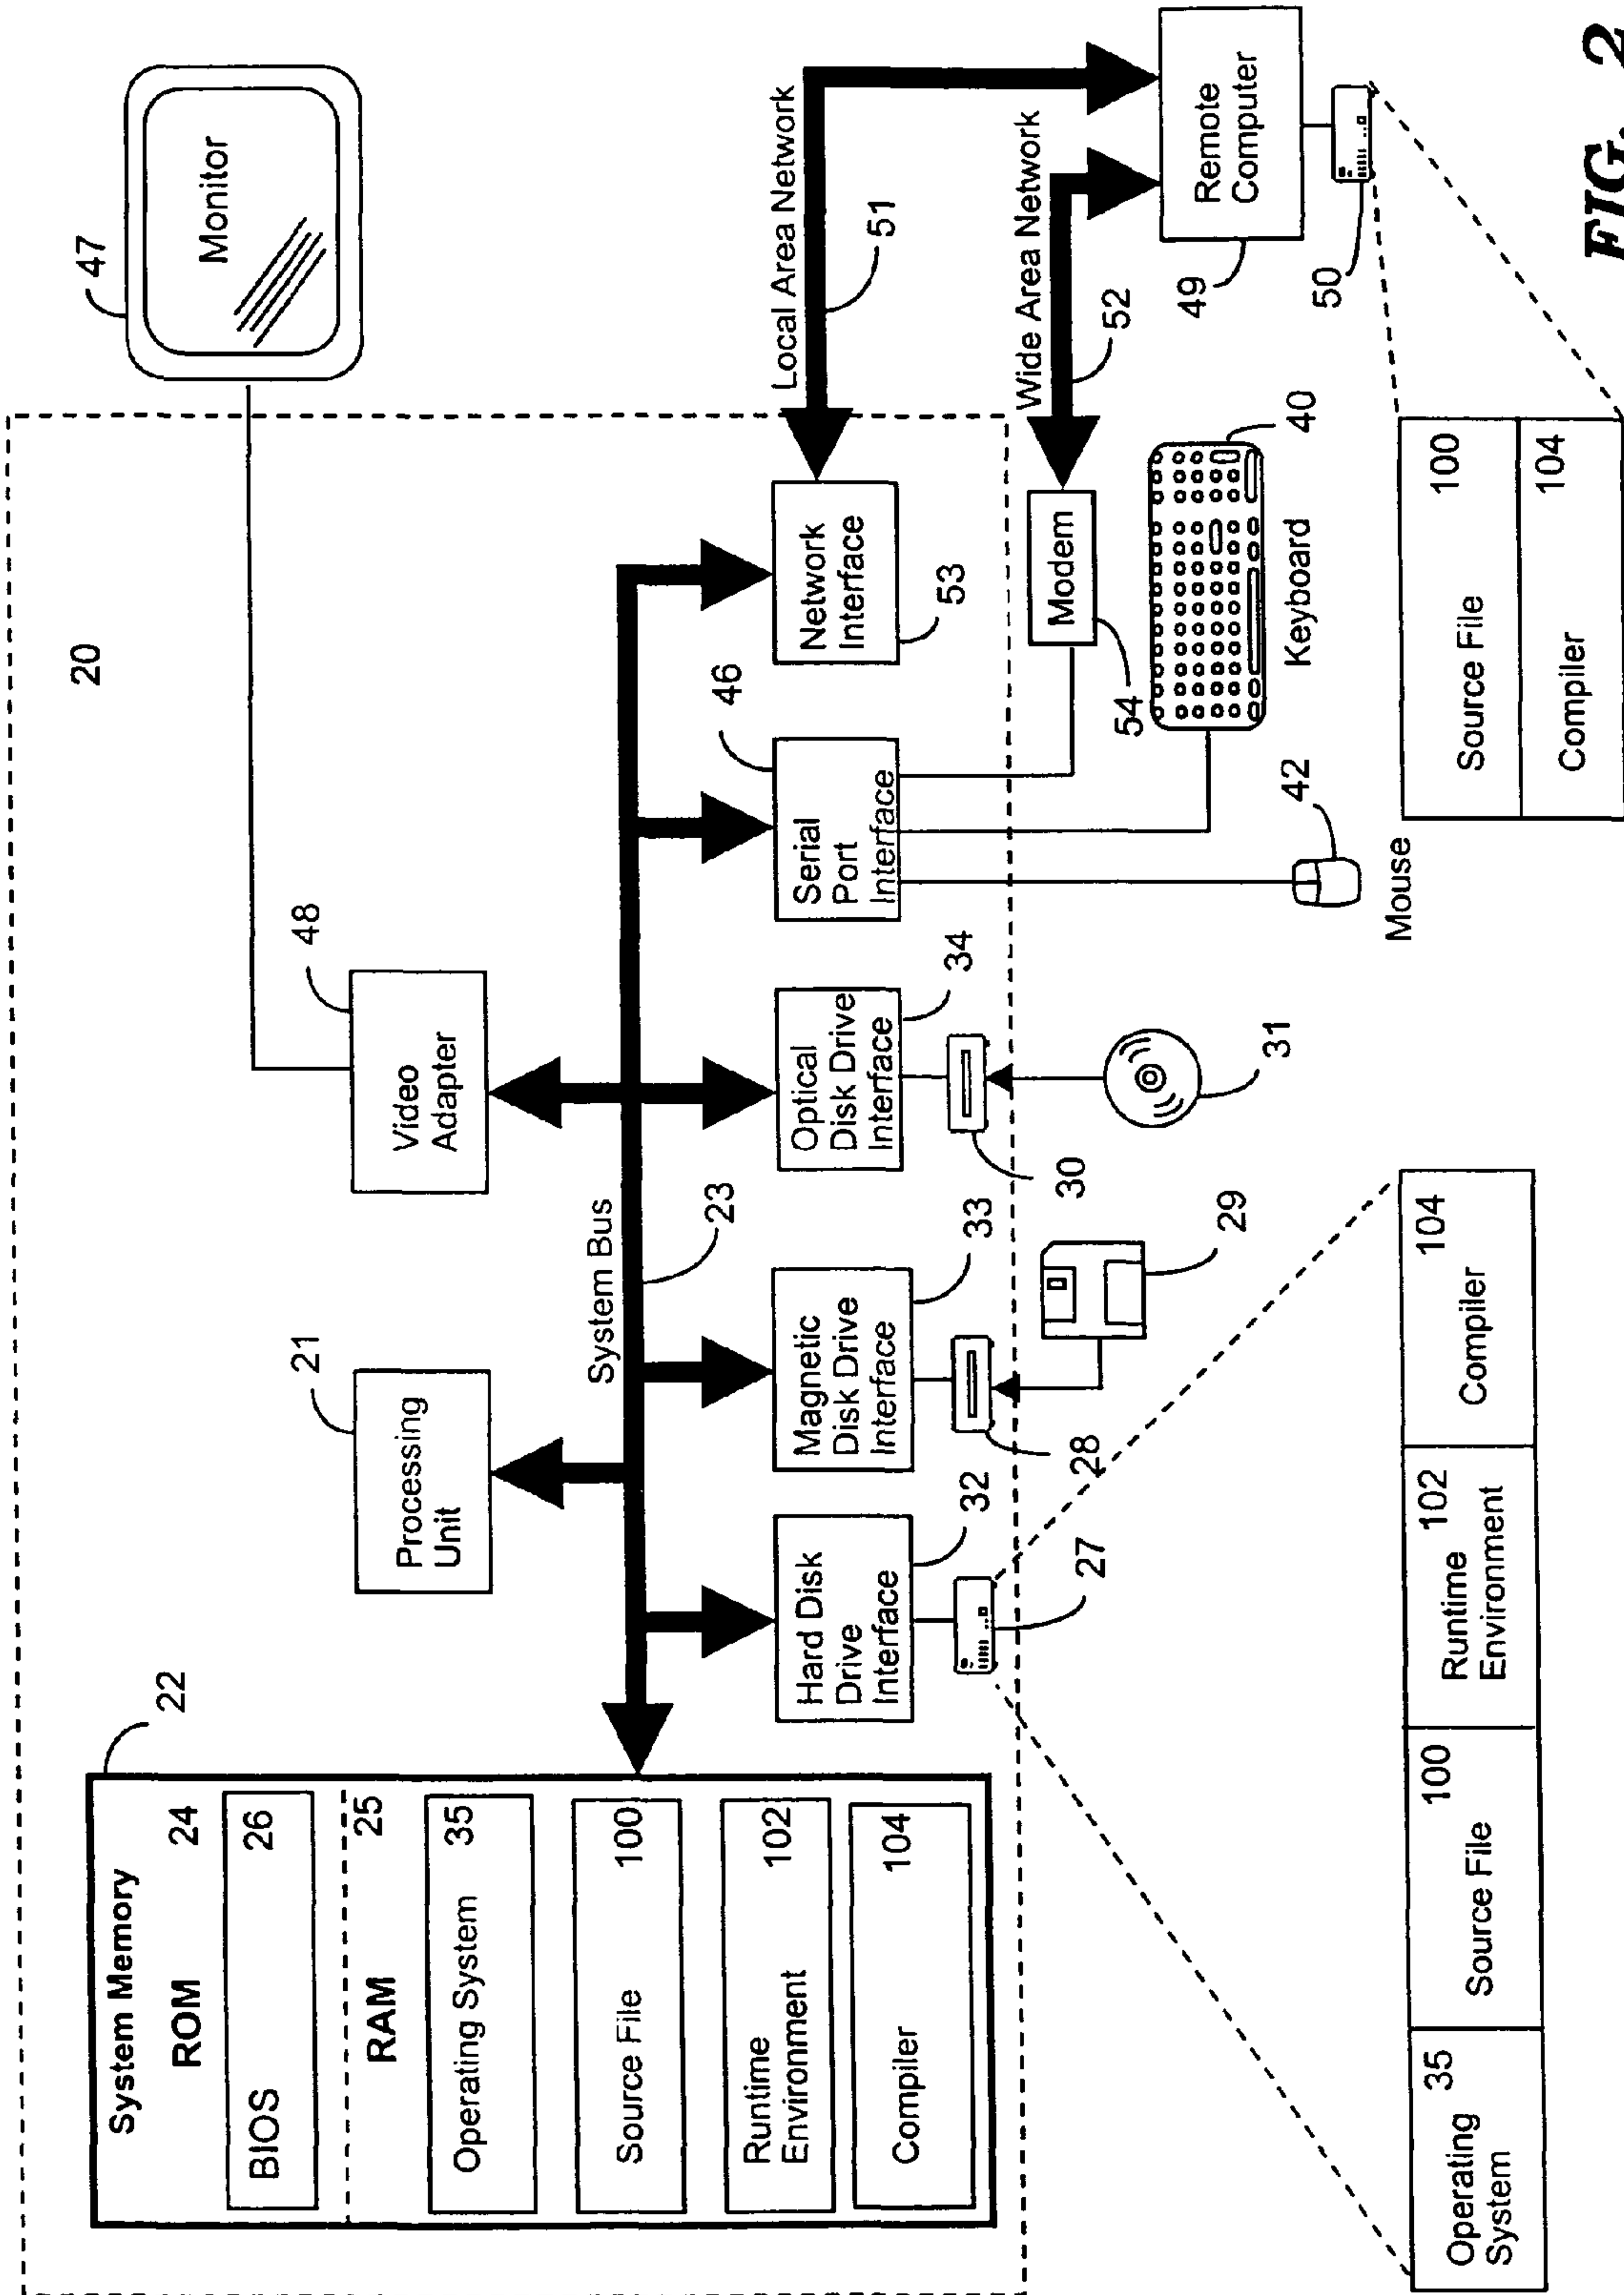 20
47
Monitor
System Memory
22
ROM 24
BIOS 26
RAM 25
Operating System 35
Source File 100
Runtime
Environment
102
Compiler 104
21
Processing
Unit
48
Video
Adapter
System Bus
23
Hard Disk
Drive
Interface
32
Magnetic
Disk Drive
Interface
33
Optical
Disk Drive
Interface
34
Serial
Port
Interface
46
Network
Interface
53
Local Area Network
51
27
28
29
30
31
Modem
54
Wide Area Network
52
Keyboard
40
Mouse
42
Remote
Computer
49
50
Operating
System
35
Source File
100
Runtime
Environment
102
Compiler
104
Source File 100
Compiler 104
FIG. 2